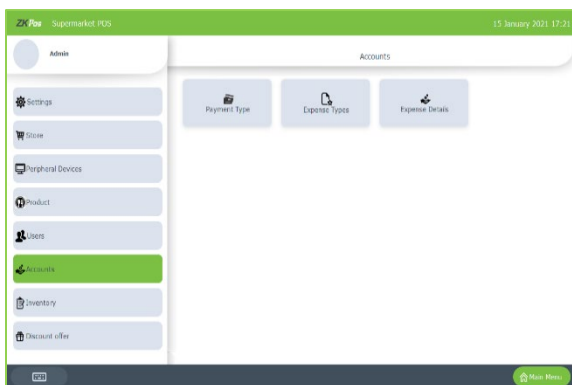 ZKPos Supermarket POS 15 January 2021 17:21
Admin
Accounts
Settings
Store
Perpheral Devices
Product
Users
Accounts
Inventory
Discount offer
Payment Type
Expense Types
Expense Details
Main Menu